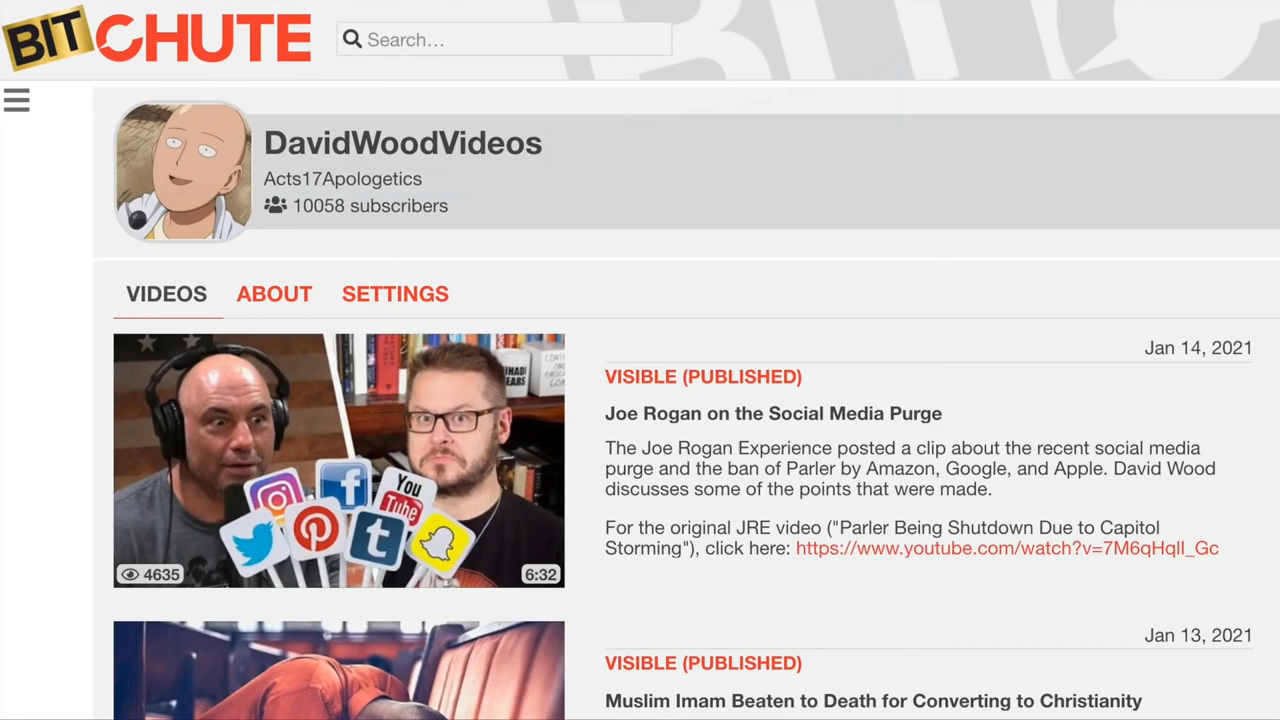 BITCHUTE
Search...
DavidWoodVideos
Acts17Apologetics
10058 subscribers
VIDEOS ABOUT SETTINGS
Jan 14, 2021
VISIBLE (PUBLISHED)
Joe Rogan on the Social Media Purge
The Joe Rogan Experience posted a clip about the recent social media
purge and the ban of Parler by Amazon, Google, and Apple. David Wood
discusses some of the points that were made.
For the original JRE video ("Parler Being Shutdown Due to Capitol
Storming"), click here: https://www.youtube.com/watch?v=7M6qHqlI_Gc
You
Tube
4635
6:32
Jan 13, 2021
VISIBLE (PUBLISHED)
Muslim Imam Beaten to Death for Converting to Christianity